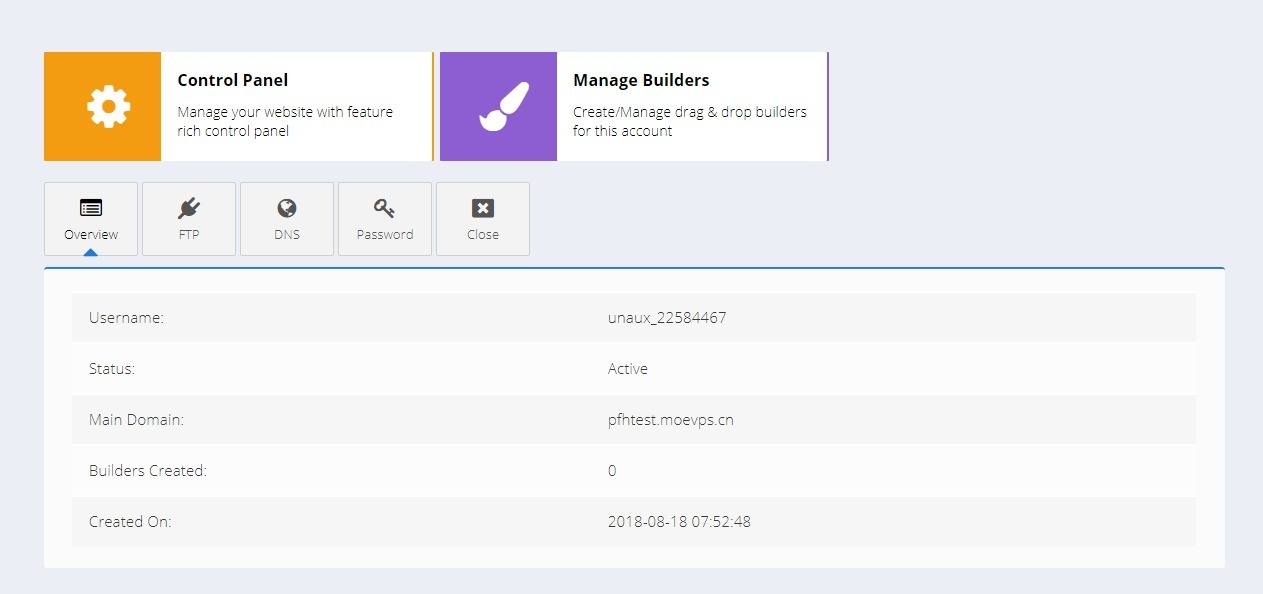 Control Panel
Manage your website with feature
rich control panel
Manage Builders
Create/Manage drag & drop builders
for this account
Overview
FTP
DNS
Password
Close
Username: unaux_22584467
Status: Active
Main Domain: pfhtest.moevps.cn
Builders Created: 0
Created On: 2018-08-18 07:52:48